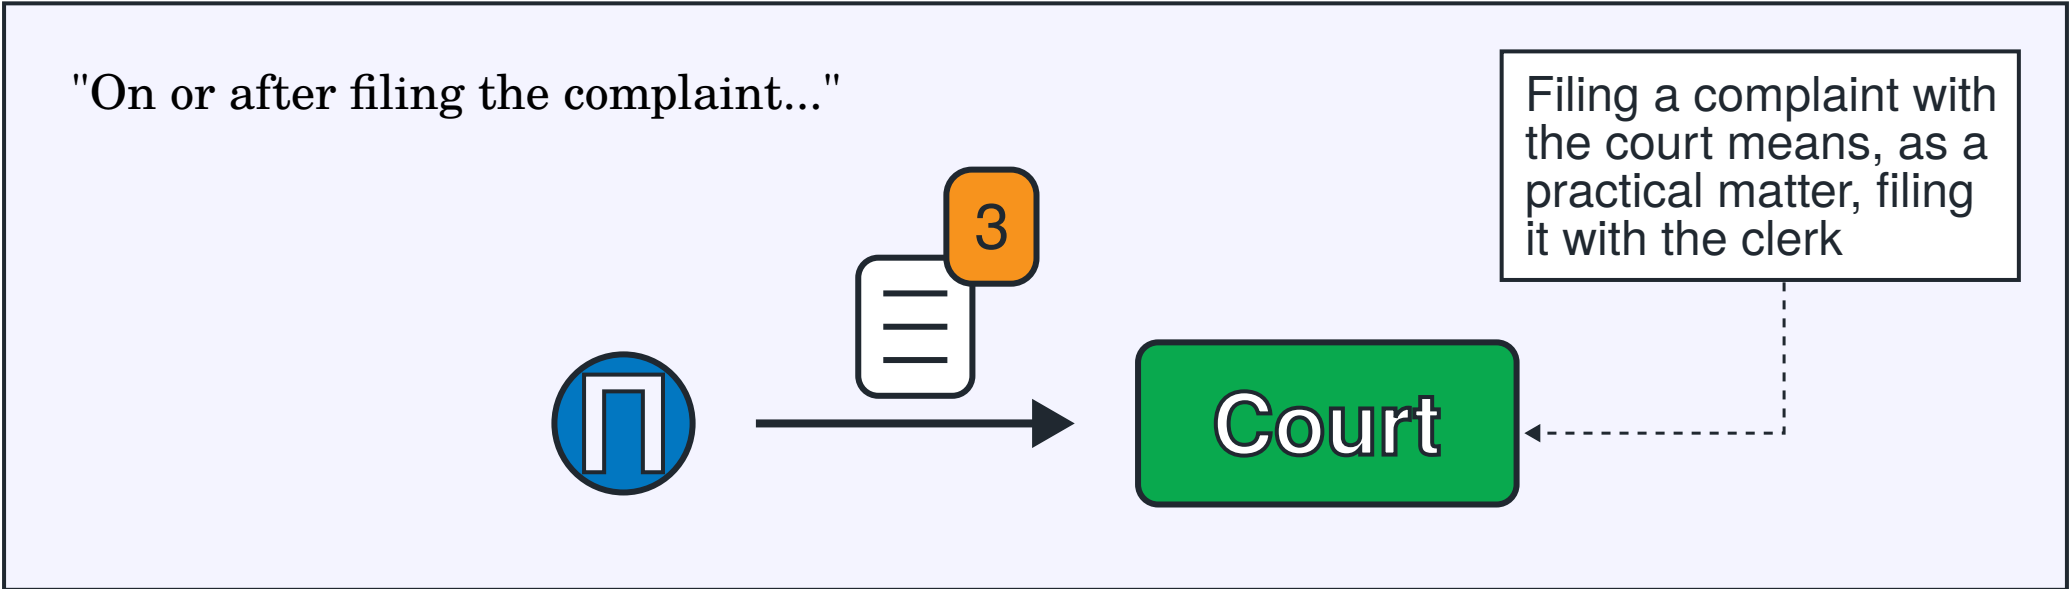 "On or after filing the complaint..."
Filing a complaint with
the court means, as a
practical matter, filing
it with the clerk
3
Π
Court